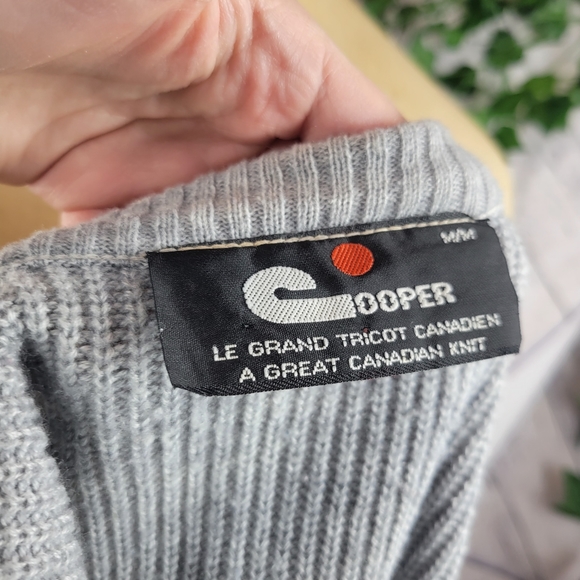 M/M
COOPER
LE GRAND TRICOT CANADIEN
A GREAT CANADIAN KNIT